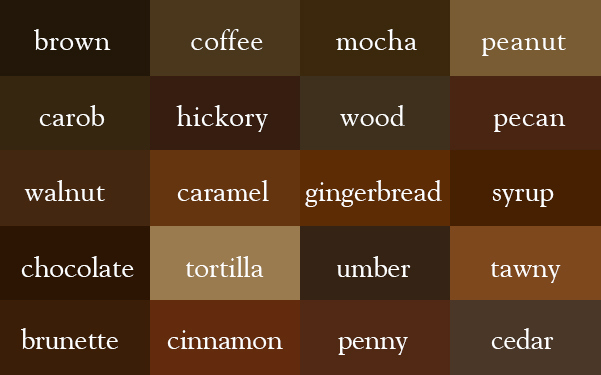 brown coffee mocha peanut
carob hickory wood pecan
walnut caramel gingerbread syrup
chocolate tortilla umber tawny
brunette cinnamon penny cedar